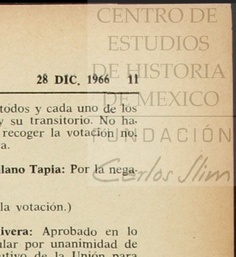 CENTRO DE
ESTUDIOS
DE HISTORIA
DE MEXICO
FUNDACIÓN
Carlos Slim
28 DIC. 1966 11
todos y cada uno de los
y su transitorio. No ha-
recoger la votación no,
a.
llano Tapia: Por la nega-
la votación.)
ivera: Aprobado en lo
ular por unanimidad de
utivo de la Unión para